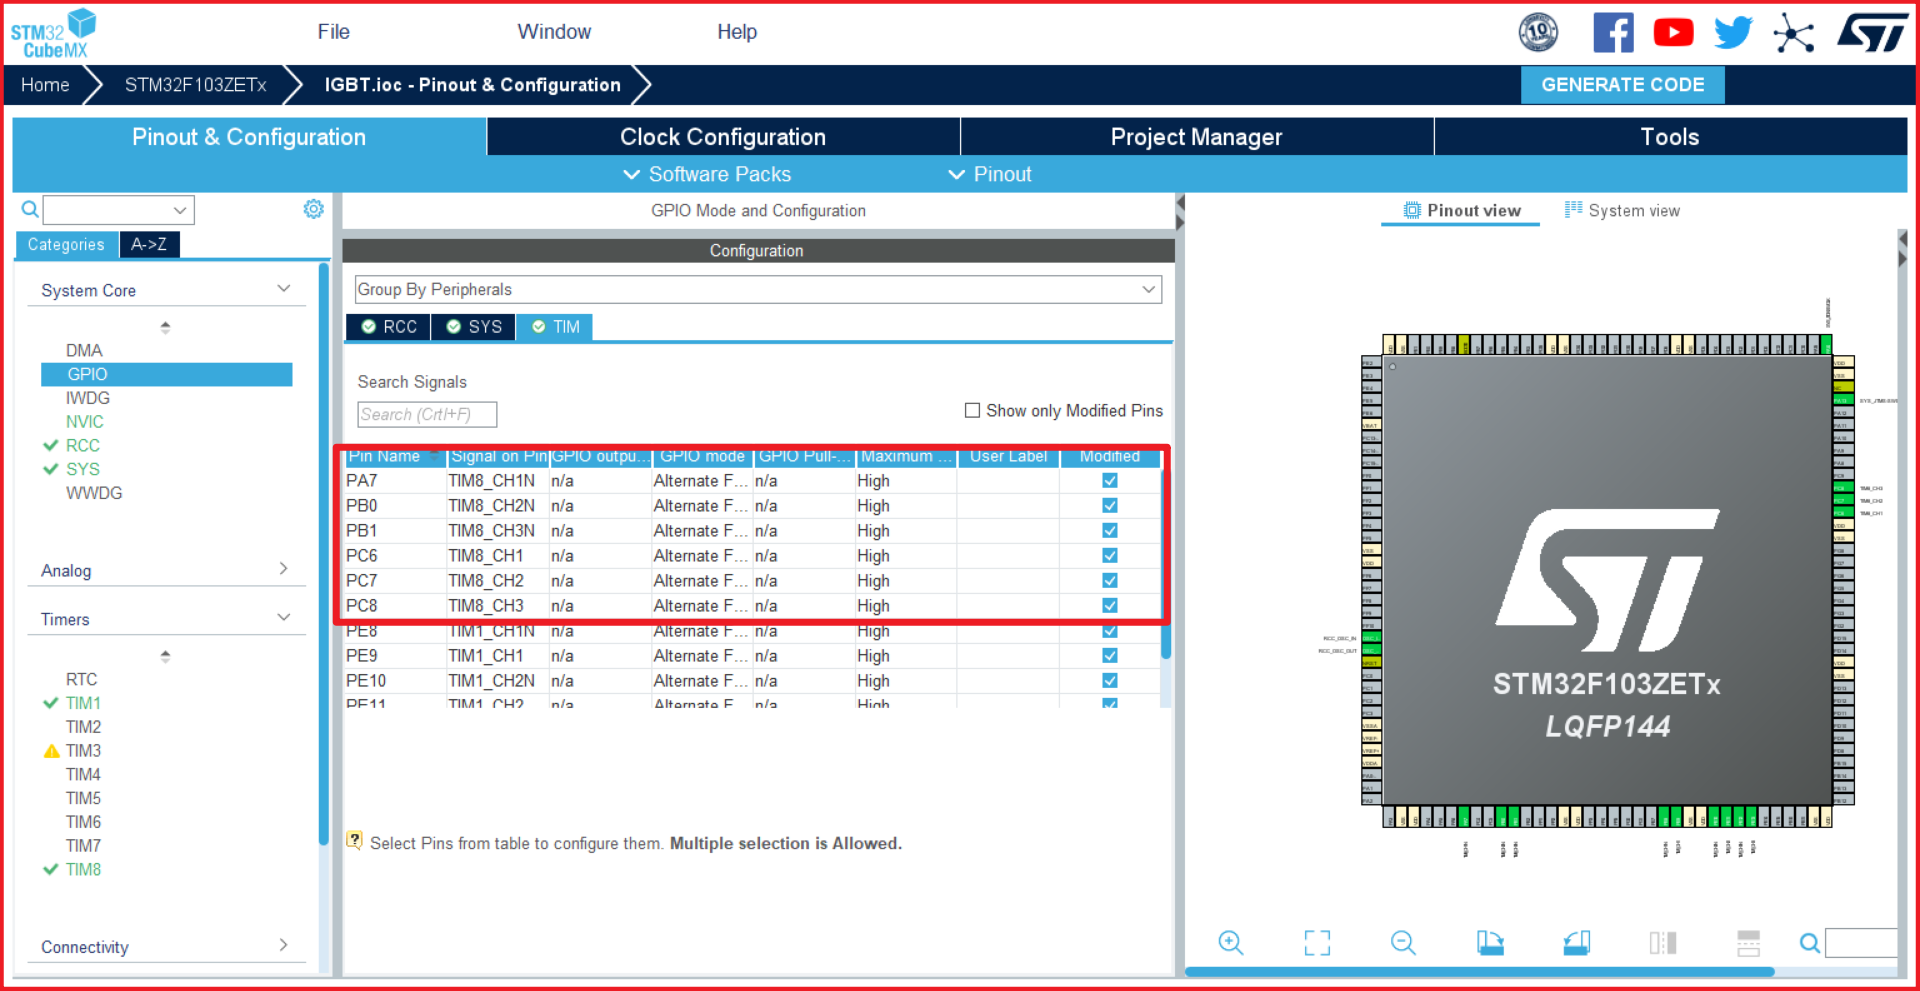 STM32
CubeMX
File
Window
Help
10
Home
STM32F103ZETx
IGBT.ioc - Pinout & Configuration
GENERATE CODE
Pinout & Configuration
Clock Configuration
Project Manager
Tools
Software Packs
Pinout
Categories
A->Z
System Core
DMA
GPIO
IWDG
NVIC
RCC
SYS
WWDG
Analog
Timers
RTC
TIM1
TIM2
TIM3
TIM4
TIM5
TIM6
TIM7
TIM8
Connectivity
GPIO Mode and Configuration
Configuration
Group By Peripherals
RCC SYS TIM
Search Signals
Search (Crtl+F)
Show only Modified Pins
Pin Name Signal on Pin GPIO outpu... GPIO mode GPIO Pull-... Maximum ... User Label Modified
PA7 TIM8_CH1N n/a Alternate F... n/a High
PB0 TIM8_CH2N n/a Alternate F... n/a High
PB1 TIM8_CH3N n/a Alternate F... n/a High
PC6 TIM8_CH1 n/a Alternate F... n/a High
PC7 TIM8_CH2 n/a Alternate F... n/a High
PC8 TIM8_CH3 n/a Alternate F... n/a High
PE8 TIM1_CH1N n/a Alternate F... n/a High
PE9 TIM1_CH1 n/a Alternate F... n/a High
PE10 TIM1_CH2N n/a Alternate F... n/a High
PE11 TIM1_CH2 n/a Alternate F... n/a High
Select Pins from table to configure them. Multiple selection is Allowed.
Pinout view
System view
TIM8_CH3
TIM8_CH2
TIM8_CH1
RCC_OSC_IN
RCC_OSC_OUT
STM32F103ZETx
LQFP144